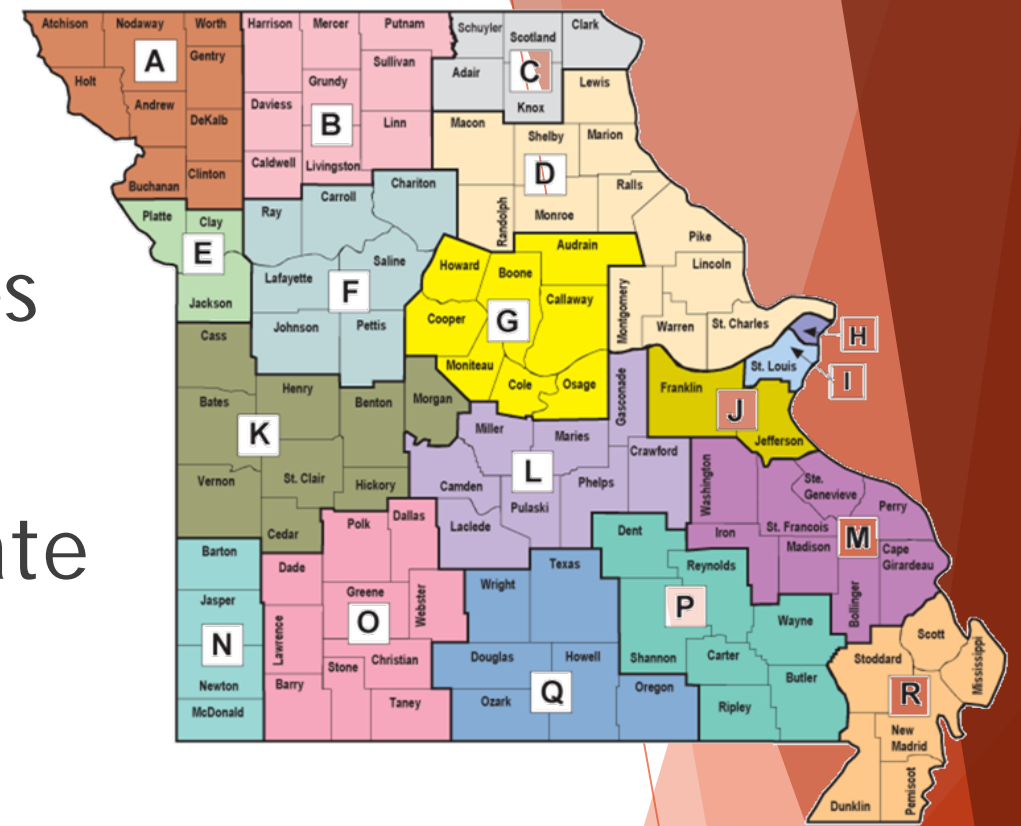 Atchison Nodaway Worth Harrison Mercer Putnam Schuyler Scotland Clark
Gentry Sullivan Adair C Lewis
A Holt Grundy Knox
Andrew Daviess B Linn Macon Shelby Marion
DeKalb
Caldwell Livingston D
Buchanan Clinton Chariton Ralls
Platte Clay Ray Carroll Randolph Monroe
E Pike
Audrain
Howard Boone Lincoln
Lafayette Saline
s F Callaway Montgomery
Jackson Cooper G
Cass Johnson Pettis Warren St. Charles H
Moniteau St. Louis I
Cole Osage Franklin
Bates Henry Benton Morgan Gasconade J
K Miller Maries Jefferson
Crawford
Vernon St. Clair Hickory Camden L Phelps Washington Ste.
Genevieve
Pulaski Perry
Cedar Polk Dallas Laclede Dent Iron St. Francois M
ate
Barton Dade Texas Reynolds Madison Cape
Girardeau
Jasper Greene Webster Wright Bollinger
N Lawrence O P Wayne
Scott
Newton Stone Christian Douglas Howell Shannon Carter Stoddard Mississippi
McDonald Barry Taney Ozark Q Oregon Ripley Butler R
New
Madrid
Dunklin Pemiscot